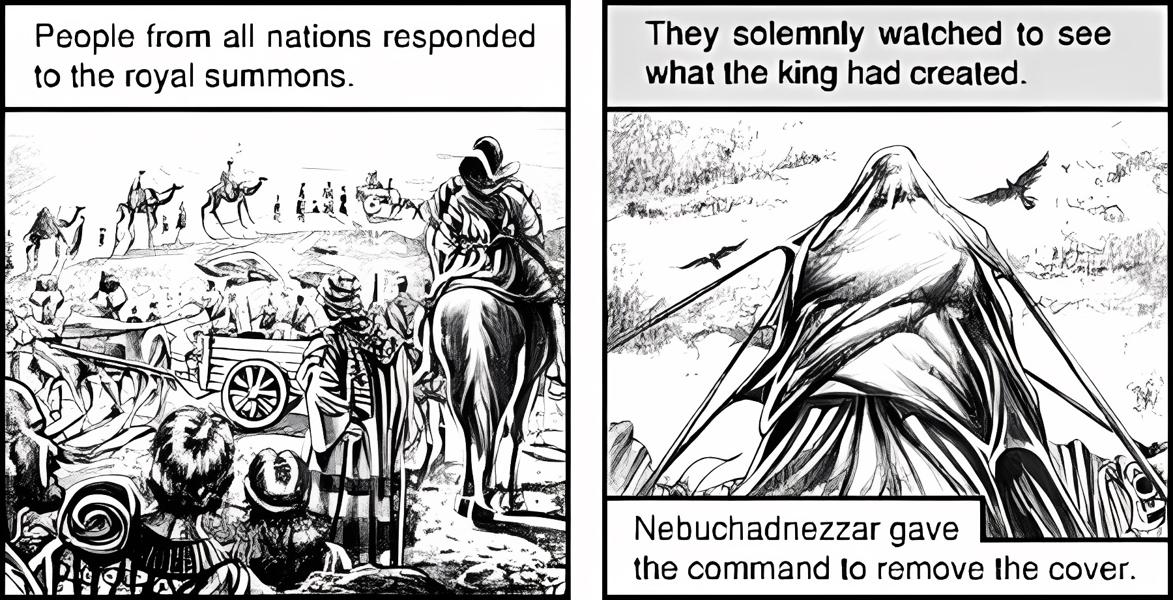 People from all nations responded
to the royal summons.
They solemnly watched to see
what the king had created.
Nebuchadnezzar gave
the command to remove the cover.